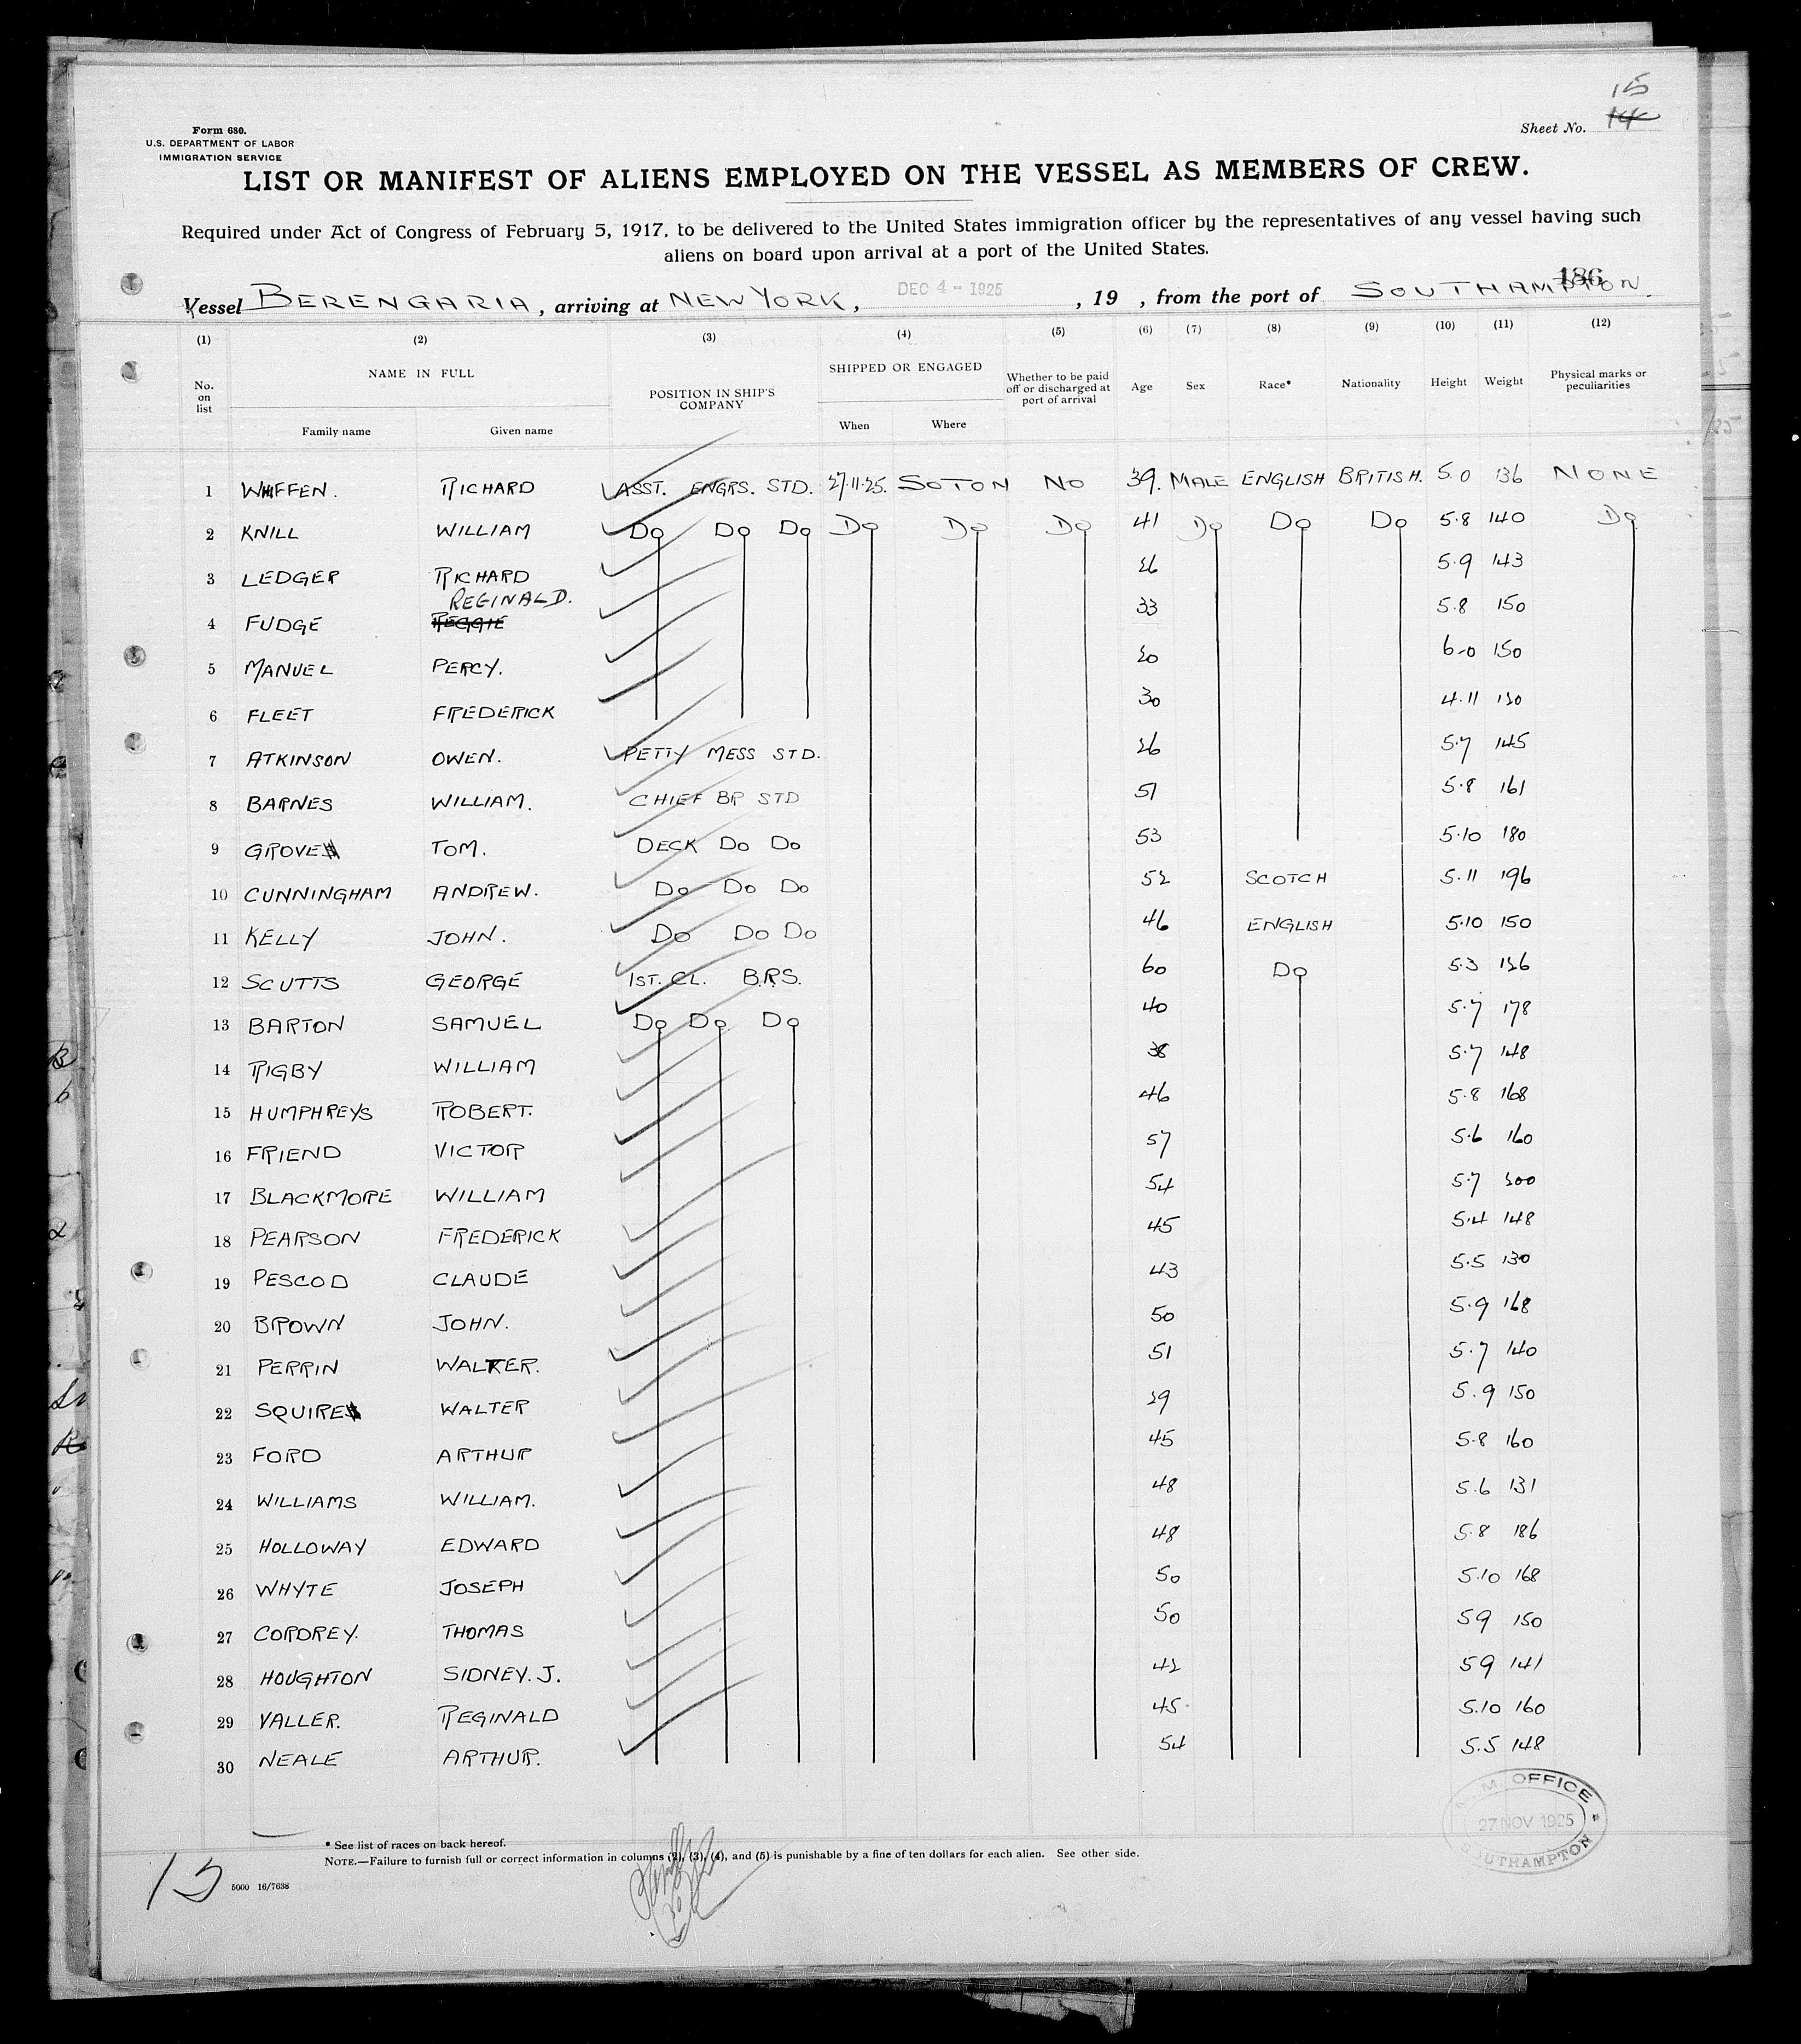 15
Sheet No. 14
Form 680.
U.S. DEPARTMENT OF LABOR
IMMIGRATION SERVICE
LIST OR MANIFEST OF ALIENS EMPLOYED ON THE VESSEL AS MEMBERS OF CREW.
Required under Act of Congress of February 5, 1917, to be delivered to the United States immigration officer by the representatives of any vessel having such
aliens on board upon arrival at a port of the United States.
186
Vessel BERENGARIA, arriving at NEW YORK, DEC 4 - 1925, 19 , from the port of SOUTHAMPTON.
(1) (2) (3) (4) (5) (6) (7) (8) (9) (10) (11) (12)
No. on list NAME IN FULL Family name Given name POSITION IN SHIP'S COMPANY SHIPPED OR ENGAGED When Where Whether to be paid off or discharged at port of arrival Age Sex Race* Nationality Height Weight Physical marks or peculiarities
1 WHIFFEN. RICHARD ASST. ENGRS. STD. 27.11.25. SOTON NO 39. MALE ENGLISH BRITISH. 5.0 136 NONE
2 KNILL WILLIAM Do Do Do Do Do Do 41 Do Do Do 5.8 140 Do
3 LEDGER RICHARD 26 5.9 143
REGINALD.
4 FUDGE REGGIE 33 5.8 150
5 MANUEL PERCY. 20 6-0 150
6 FLEET FREDERICK 30 4.11 120
7 ATKINSON OWEN. PETTY MESS STD. 26 5.7 145
8 BARNES WILLIAM. CHIEF BR STD 51 5.8 161
9 GROVES TOM. DECK Do Do 53 5.10 180
10 CUNNINGHAM ANDREW. Do Do Do 52 SCOTCH 5.11 196
11 KELLY JOHN. Do Do Do 46 ENGLISH 5.10 150
12 SCUTTS GEORGE 1ST. CL. B.R.S. 60 Do 5.3 126
13 BARTON SAMUEL Do Do Do 40 5.7 178
14 RIGBY WILLIAM 38 5.7 148
15 HUMPHREYS ROBERT. 46 5.8 168
16 FRIEND VICTOR 57 5.6 160
17 BLACKMORE WILLIAM 54 5.7 200
18 PEARSON FREDERICK 45 5.4 148
19 PESCOD CLAUDE 43 5.5 130
20 BROWN JOHN. 50 5.9 168
21 PERRIN WALTER. 51 5.7 140
22 SQUIRES WALTER 29 5.9 150
23 FORD ARTHUR 45 5.8 160
24 WILLIAMS WILLIAM. 48 5.6 131
25 HOLLOWAY EDWARD 48 5.8 186
26 WHYTE JOSEPH 50 5.10 168
27 CORDREY. THOMAS 50 59 150
28 HOUGHTON SIDNEY. J. 42 59 141
29 VALLER. REGINALD 45 5.10 160
30 NEALE ARTHUR. 54 5.5 148
M. OFFICE
27 NOV 1925
SOUTHAMPTON
* See list of races on back hereof.
NOTE.—Failure to furnish full or correct information in columns (2), (3), (4), and (5) is punishable by a fine of ten dollars for each alien. See other side.
15
5000 16/7638